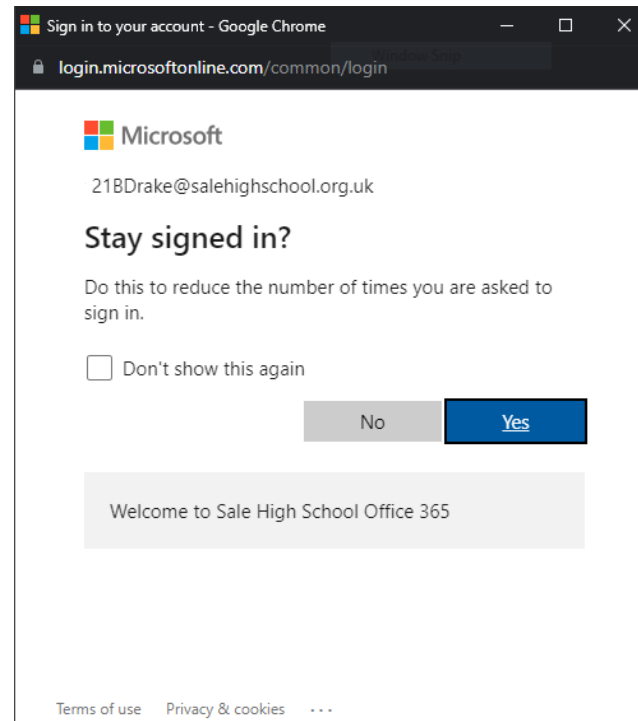 Sign in to your account - Google Chrome
Window Snip
login.microsoftonline.com/common/login
Microsoft
21BDrake@salehighschool.org.uk
Stay signed in?
Do this to reduce the number of times you are asked to
sign in.
Don't show this again
No
Yes
Welcome to Sale High School Office 365
Terms of use Privacy & cookies ...